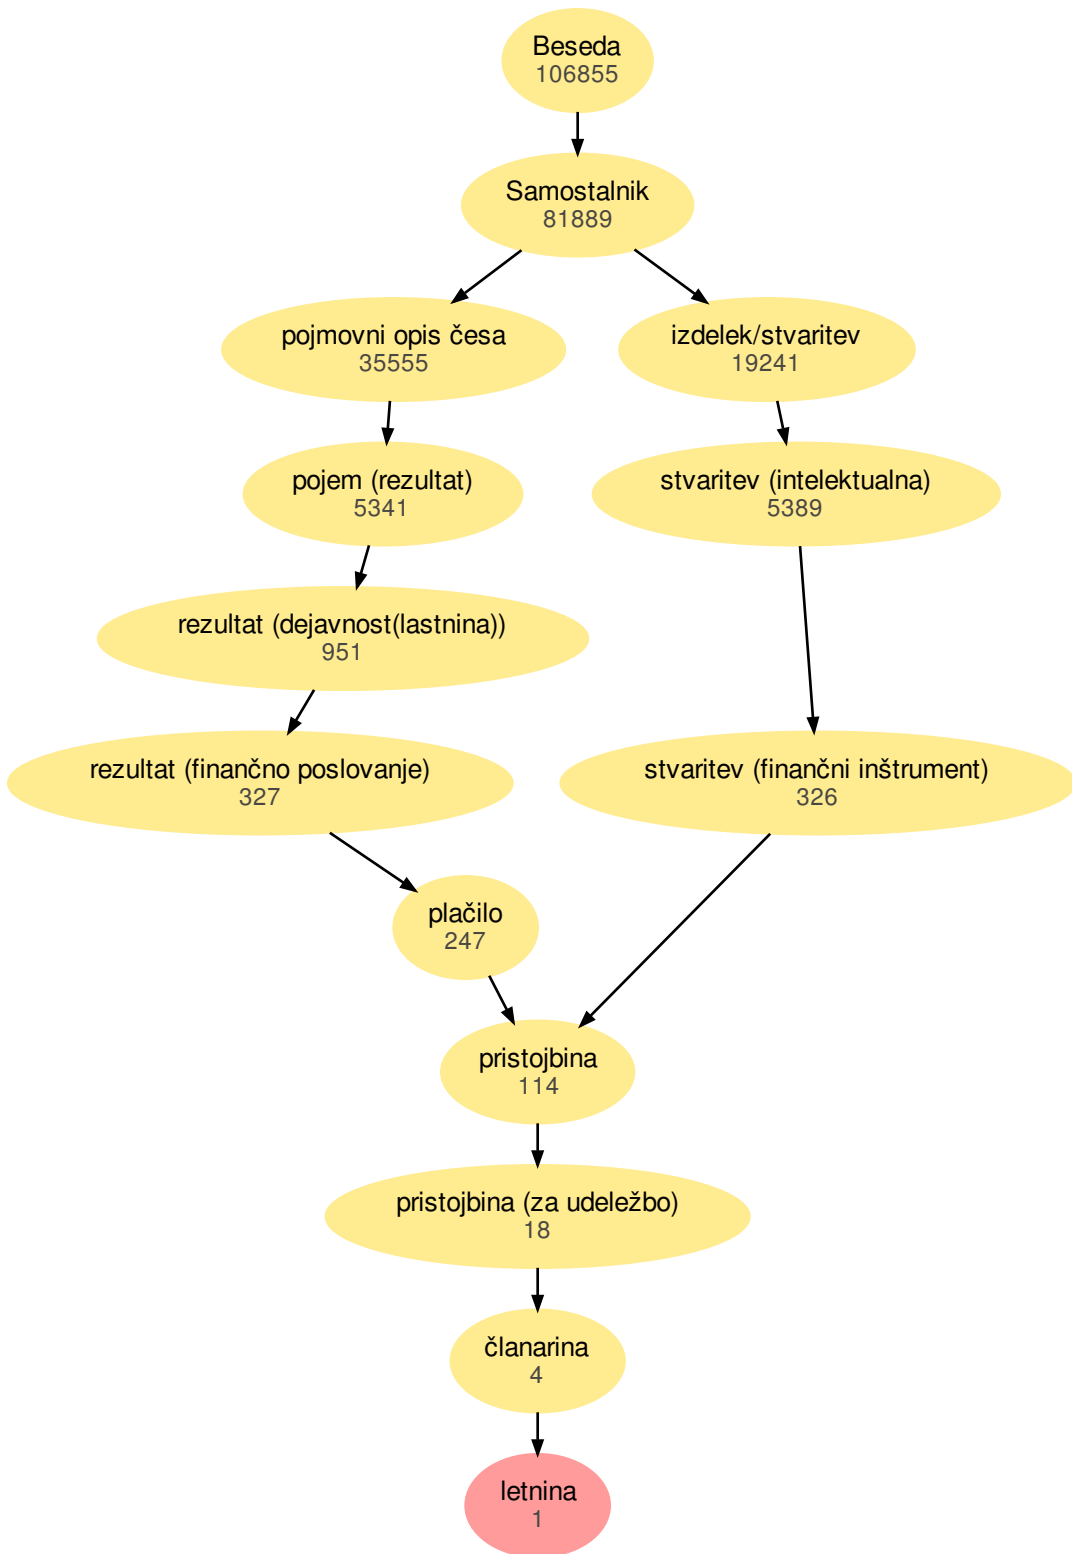 Beseda
106855
Samostalnik
81889
pojmovni opis česa
35555
izdelek/stvaritev
19241
pojem (rezultat)
5341
stvaritev (intelektualna)
5389
rezultat (dejavnost(lastnina))
951
rezultat (finančno poslovanje)
327
stvaritev (finančni inštrument)
326
plačilo
247
pristojbina
114
pristojbina (za udeležbo)
18
članarina
4
letnina
1